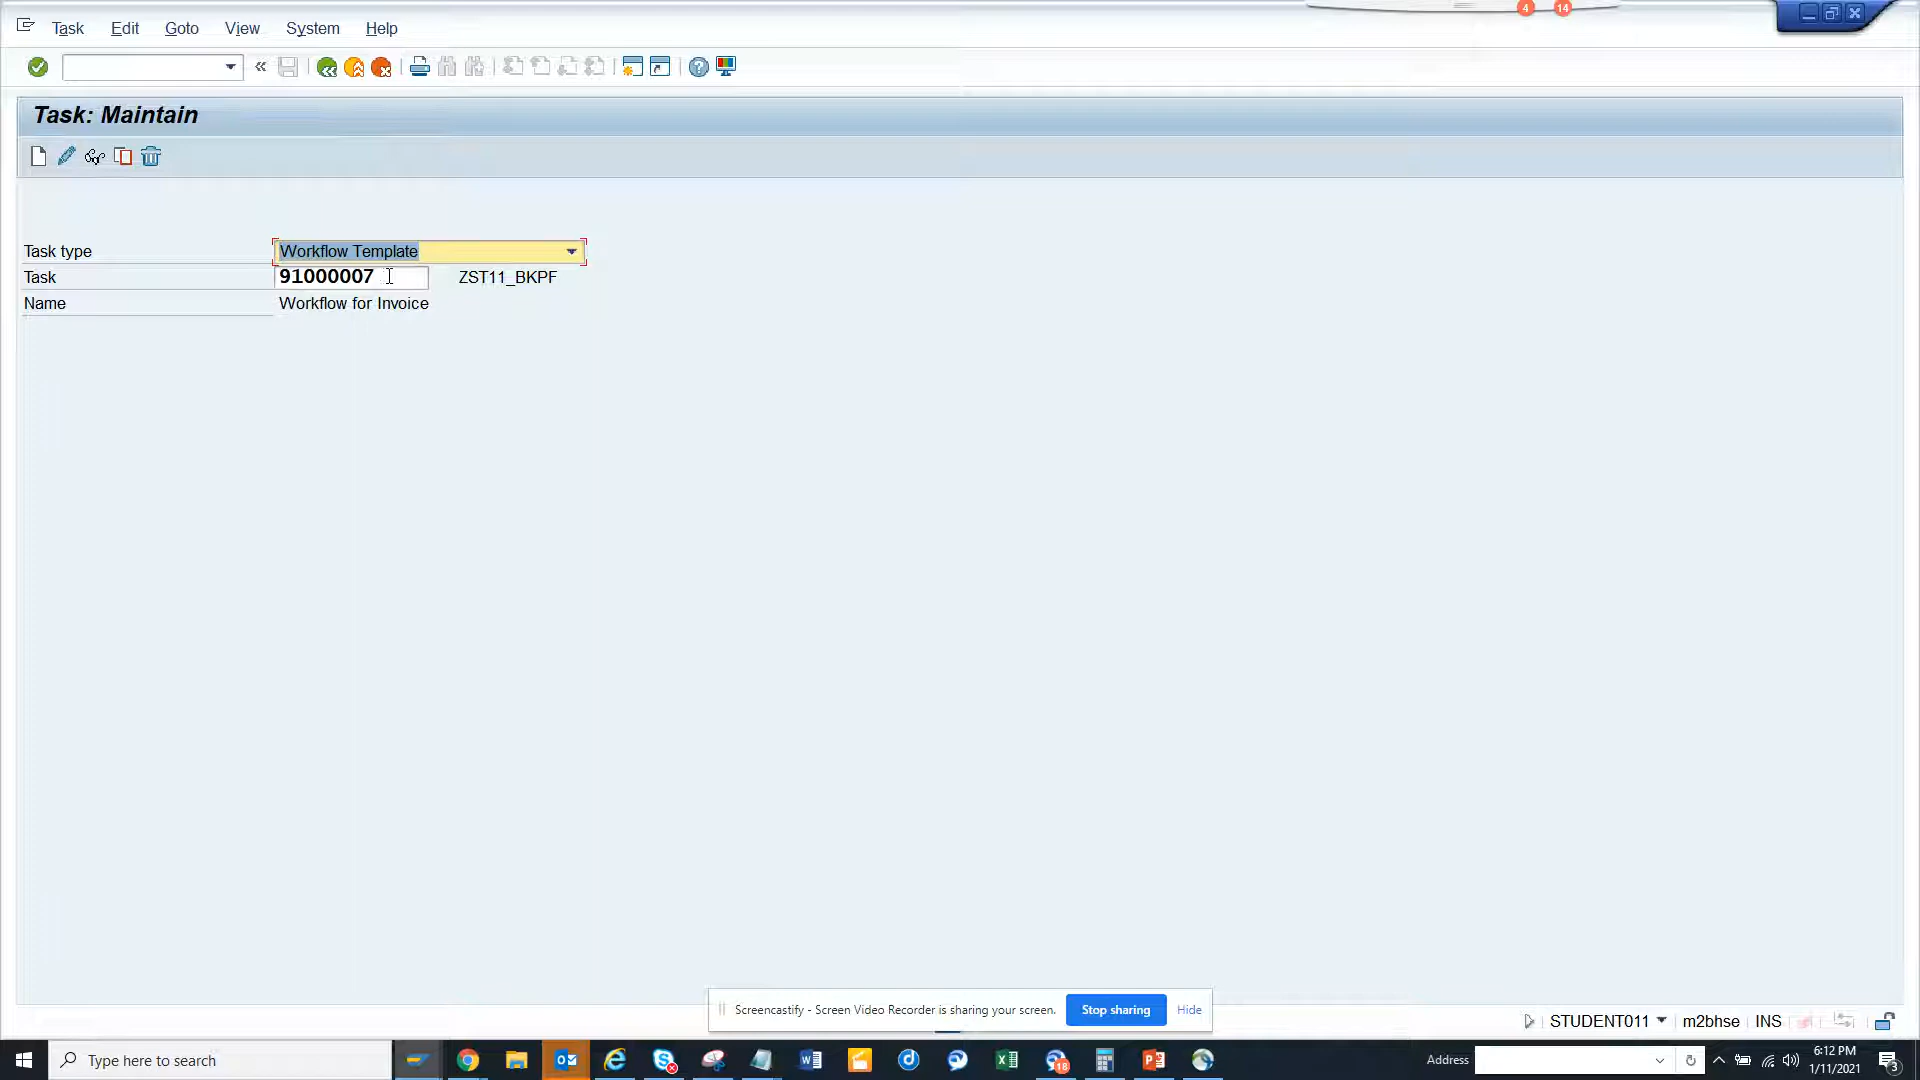 4 14
Task Edit Goto View System Help
Task: Maintain
Task type Workflow Template
Task 91000007 ZST11_BKPF
Name Workflow for Invoice
Screencastify - Screen Video Recorder is sharing your screen. Stop sharing Hide
STUDENT011 m2bhse INS
Type here to search
18
Address
6:12 PM
1/11/2021
3